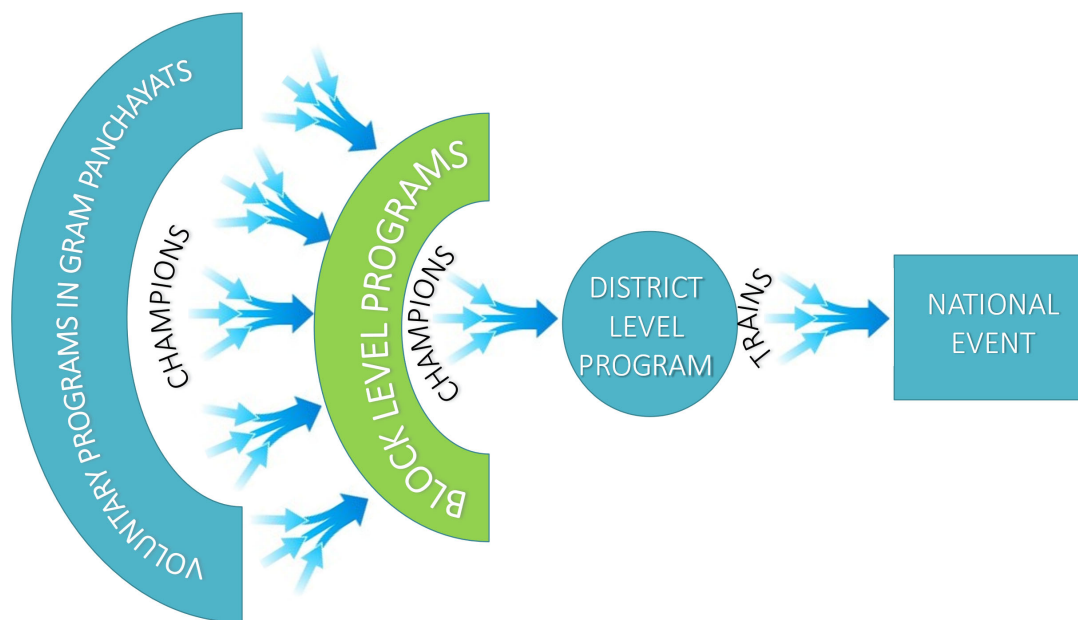 VOLUNTARY PROGRAMS IN GRAM PANCHAYATS
CHAMPIONS
BLOCK LEVEL PROGRAMS
CHAMPIONS
DISTRICT
LEVEL
PROGRAM
TRAINS
NATIONAL
EVENT